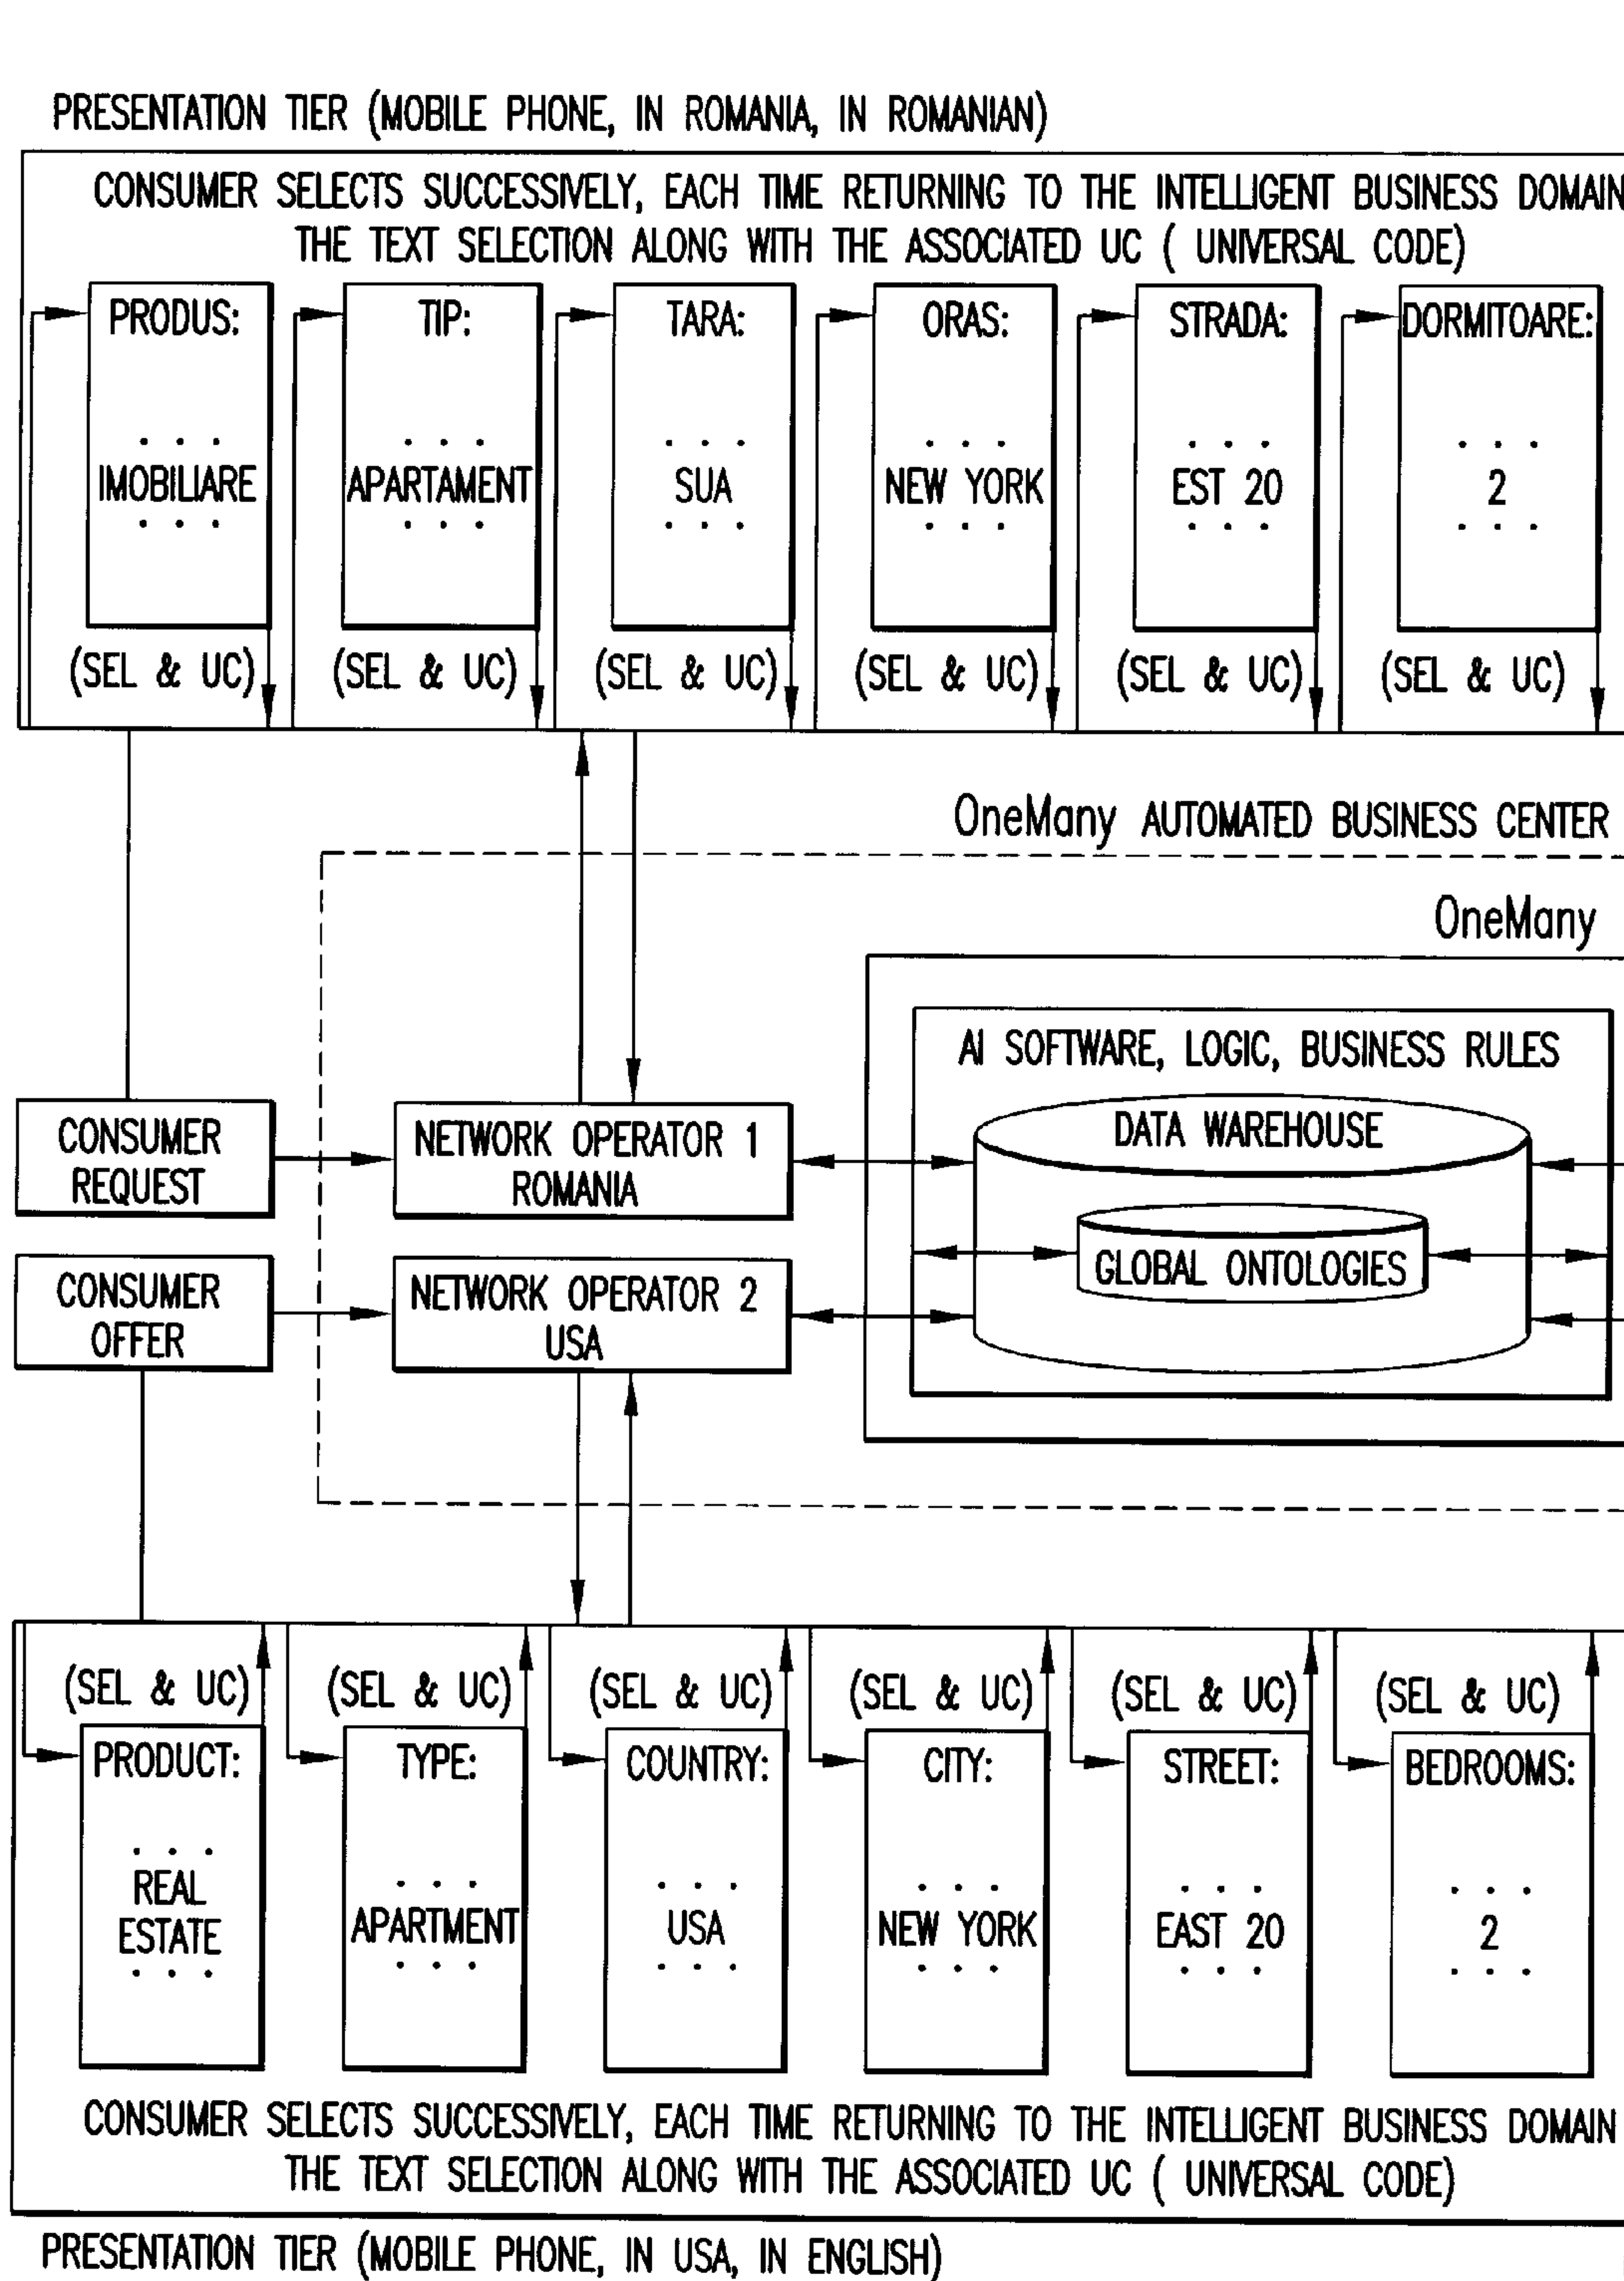 PRESENTATION TIER (MOBILE PHONE, IN ROMANIA, IN ROMANIAN)
CONSUMER SELECTS SUCCESSIVELY, EACH TIME RETURNING TO THE INTELLIGENT BUSINESS DOMAIN
THE TEXT SELECTION ALONG WITH THE ASSOCIATED UC ( UNIVERSAL CODE)
PRODUS:
. . .
IMOBILIARE
. . .
(SEL & UC)
TIP:
. . .
APARTAMENT
. . .
(SEL & UC)
TARA:
. . .
SUA
. . .
(SEL & UC)
ORAS:
. . .
NEW YORK
. . .
(SEL & UC)
STRADA:
. . .
EST 20
. . .
(SEL & UC)
DORMITOARE:
. . .
2
. . .
(SEL & UC)
OneMany AUTOMATED BUSINESS CENTER
OneMany
AI SOFTWARE, LOGIC, BUSINESS RULES
DATA WAREHOUSE
GLOBAL ONTOLOGIES
CONSUMER
REQUEST
NETWORK OPERATOR 1
ROMANIA
CONSUMER
OFFER
NETWORK OPERATOR 2
USA
(SEL & UC)
PRODUCT:
. . .
REAL
ESTATE
. . .
(SEL & UC)
TYPE:
. . .
APARTMENT
. . .
(SEL & UC)
COUNTRY:
. . .
USA
. . .
(SEL & UC)
CITY:
. . .
NEW YORK
. . .
(SEL & UC)
STREET:
. . .
EAST 20
. . .
(SEL & UC)
BEDROOMS:
. . .
2
. . .
CONSUMER SELECTS SUCCESSIVELY, EACH TIME RETURNING TO THE INTELLIGENT BUSINESS DOMAIN
THE TEXT SELECTION ALONG WITH THE ASSOCIATED UC ( UNIVERSAL CODE)
PRESENTATION TIER (MOBILE PHONE, IN USA, IN ENGLISH)